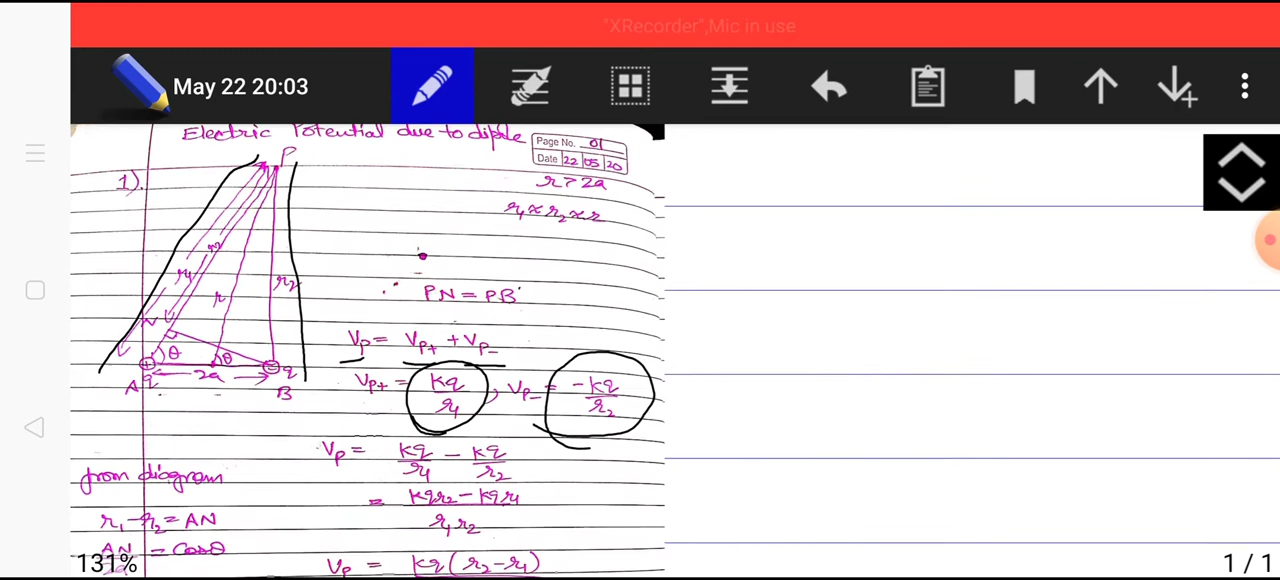 "XRecorder",Mic in use
May 22 20:03
Electric Potential due to dipole
Page No. 01
Date 22 05 20
1).
P
r > 2a
r₁ ≈ r₂ ≈ r
r₁
r
r₂
PN = PB
N
θ
θ
Vp = Vp+ + Vp-
A
q
2a
q
B
Vp+ = kq/r₁ , Vp- = -kq/r₂
Vp = kq/r₁ - kq/r₂
from diagram
= kqr₂ - kqr₁ / r₁r₂
r₁ - r₂ = AN
AN = Cosθ
131%
Vp = kq(r₂-r₁)
1 / 1